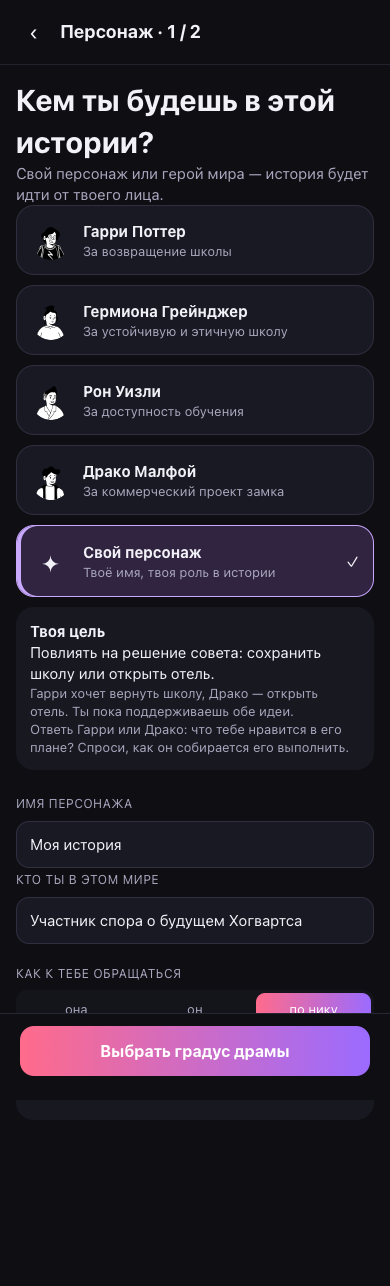 ‹ Персонаж · 1 / 2
Кем ты будешь в этой
истории?
Свой персонаж или герой мира — история будет
идти от твоего лица.
Гарри Поттер
За возвращение школы
Гермиона Грейнджер
За устойчивую и этичную школу
Рон Уизли
За доступность обучения
Драко Малфой
За коммерческий проект замка
Свой персонаж
Твоё имя, твоя роль в истории
Твоя цель
Повлиять на решение совета: сохранить
школу или открыть отель.
Гарри хочет вернуть школу, Драко — открыть
отель. Ты пока поддерживаешь обе идеи.
Ответь Гарри или Драко: что тебе нравится в его
плане? Спроси, как он собирается его выполнить.
ИМЯ ПЕРСОНАЖА
Моя история
КТО ТЫ В ЭТОМ МИРЕ
Участник спора о будущем Хогвартса
КАК К ТЕБЕ ОБРАЩАТЬСЯ
она он по нику
Выбрать градус драмы